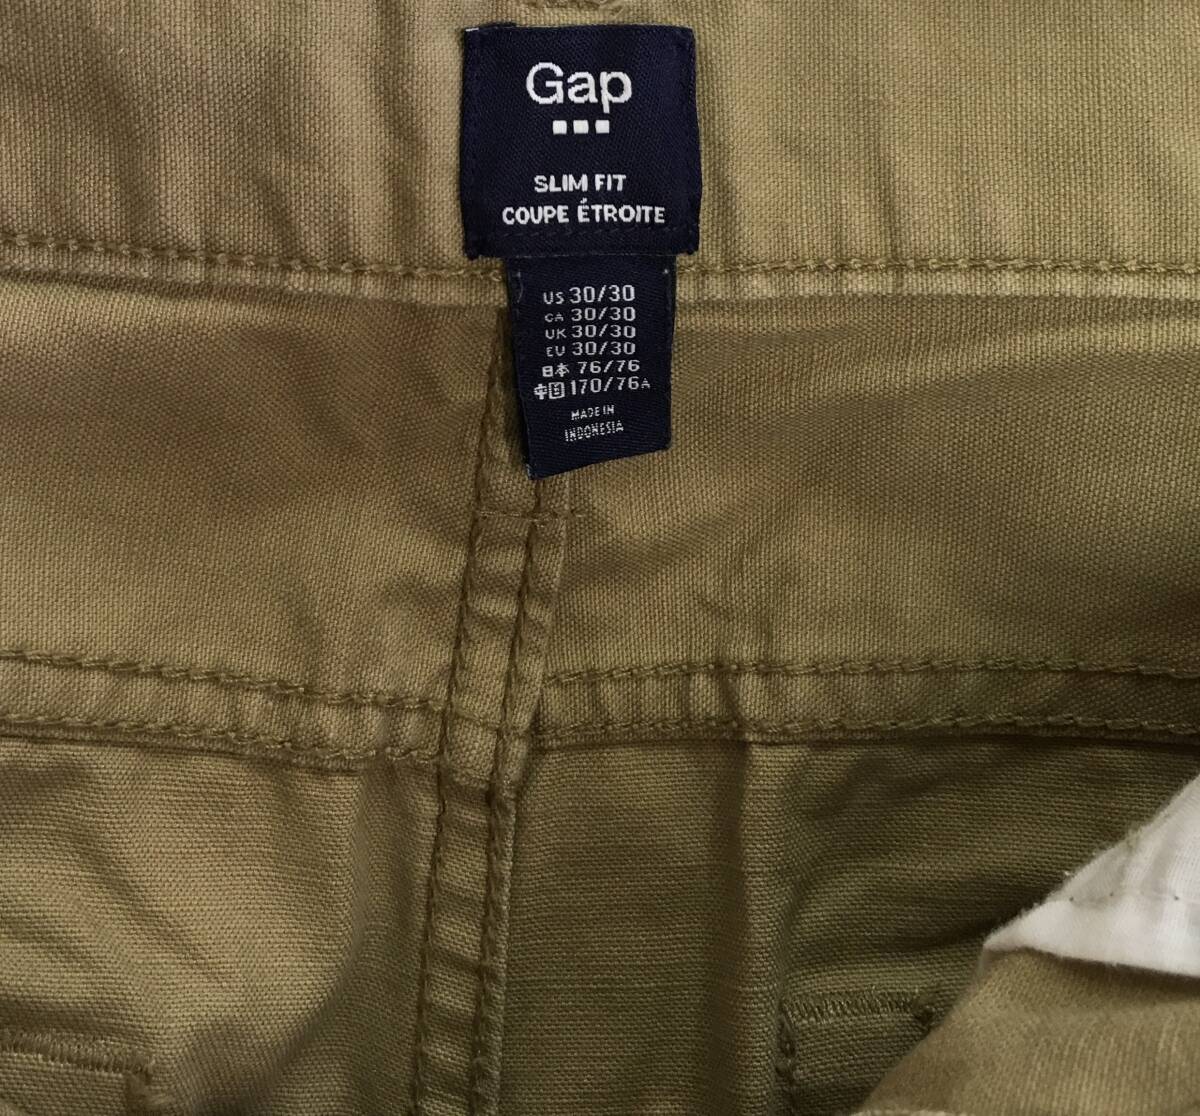 Gap
SLIM FIT
COUPE ÉTROITE
US 30/30
CA 30/30
UK 30/30
EU 30/30
日本 76/76
中国 170/76A
MADE IN
INDONESIA